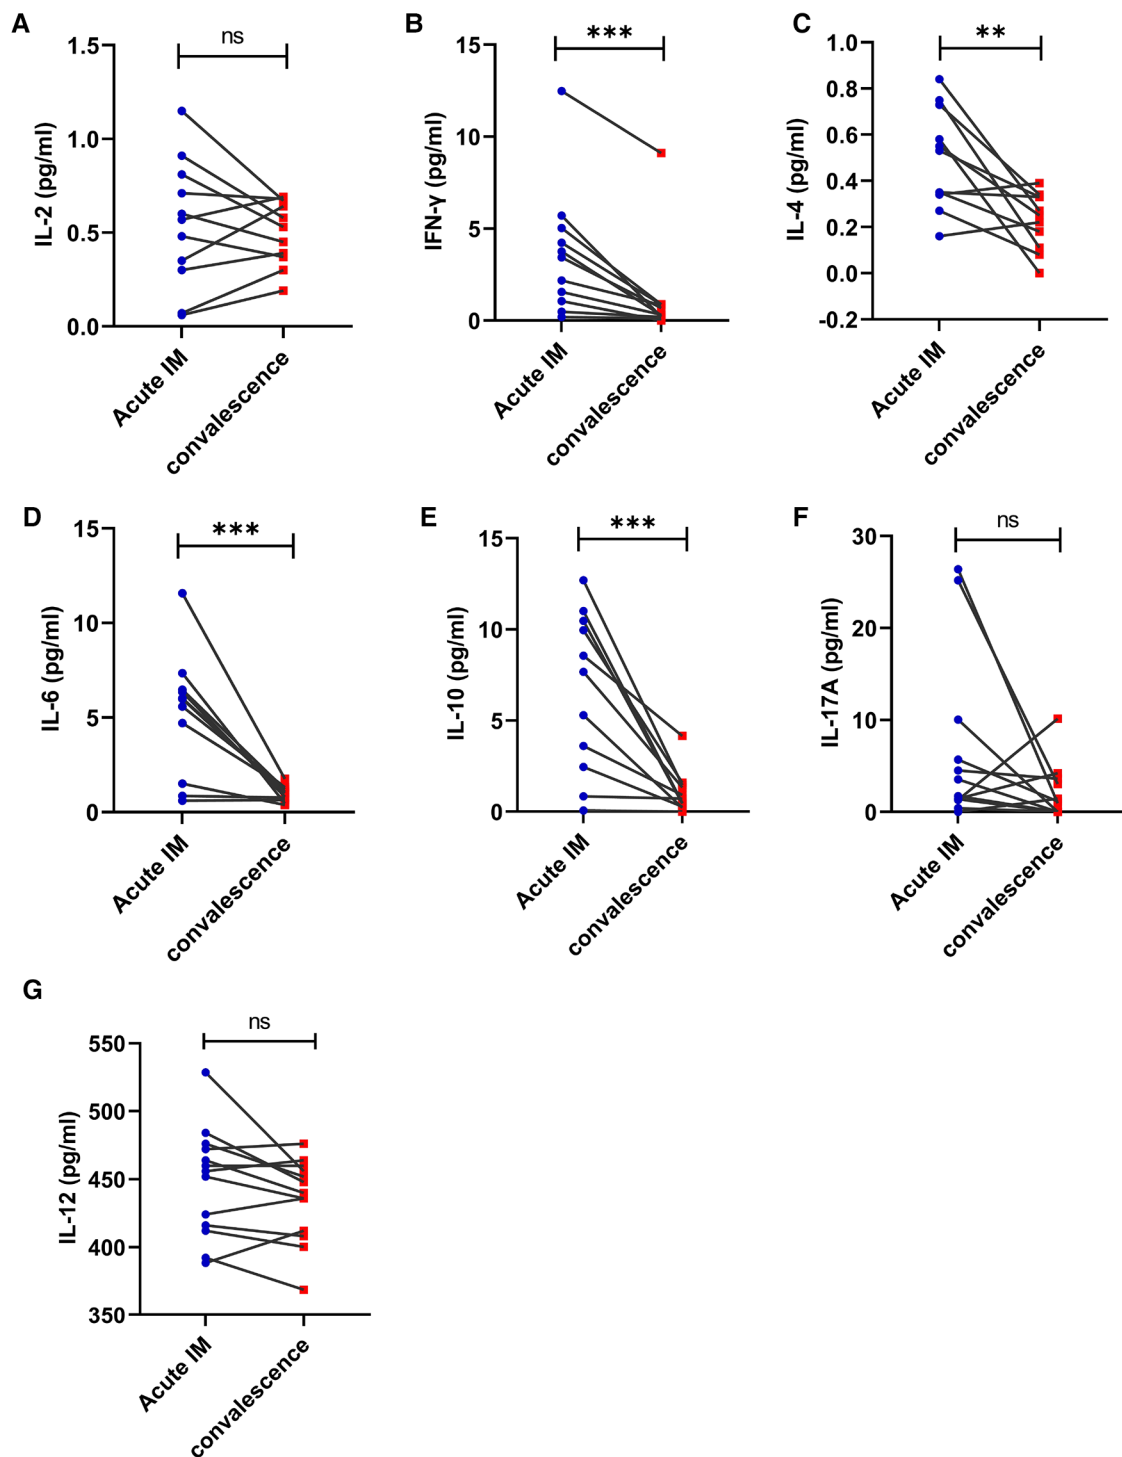 A
IL-2 (pg/ml)
1.5
1.0
0.5
0.0
ns
Acute IM
convalescence
B
IFN-γ (pg/ml)
15
10
5
0
***
Acute IM
convalescence
C
IL-4 (pg/ml)
1.0
0.8
0.6
0.4
0.2
0.0
-0.2
**
Acute IM
convalescence
D
IL-6 (pg/ml)
15
10
5
0
***
Acute IM
convalescence
E
IL-10 (pg/ml)
15
10
5
0
***
Acute IM
convalescence
F
IL-17A (pg/ml)
30
20
10
0
ns
Acute IM
convalescence
G
IL-12 (pg/ml)
550
500
450
400
350
ns
Acute IM
convalescence